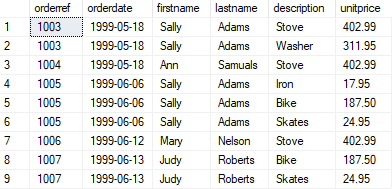 orderref orderdate firstname lastname description unitprice
1 1003 1999-05-18 Sally Adams Stove 402.99
2 1003 1999-05-18 Sally Adams Washer 311.95
3 1004 1999-05-18 Ann Samuals Stove 402.99
4 1005 1999-06-06 Sally Adams Iron 17.95
5 1005 1999-06-06 Sally Adams Bike 187.50
6 1005 1999-06-06 Sally Adams Skates 24.95
7 1006 1999-06-12 Mary Nelson Stove 402.99
8 1007 1999-06-13 Judy Roberts Bike 187.50
9 1007 1999-06-13 Judy Roberts Skates 24.95